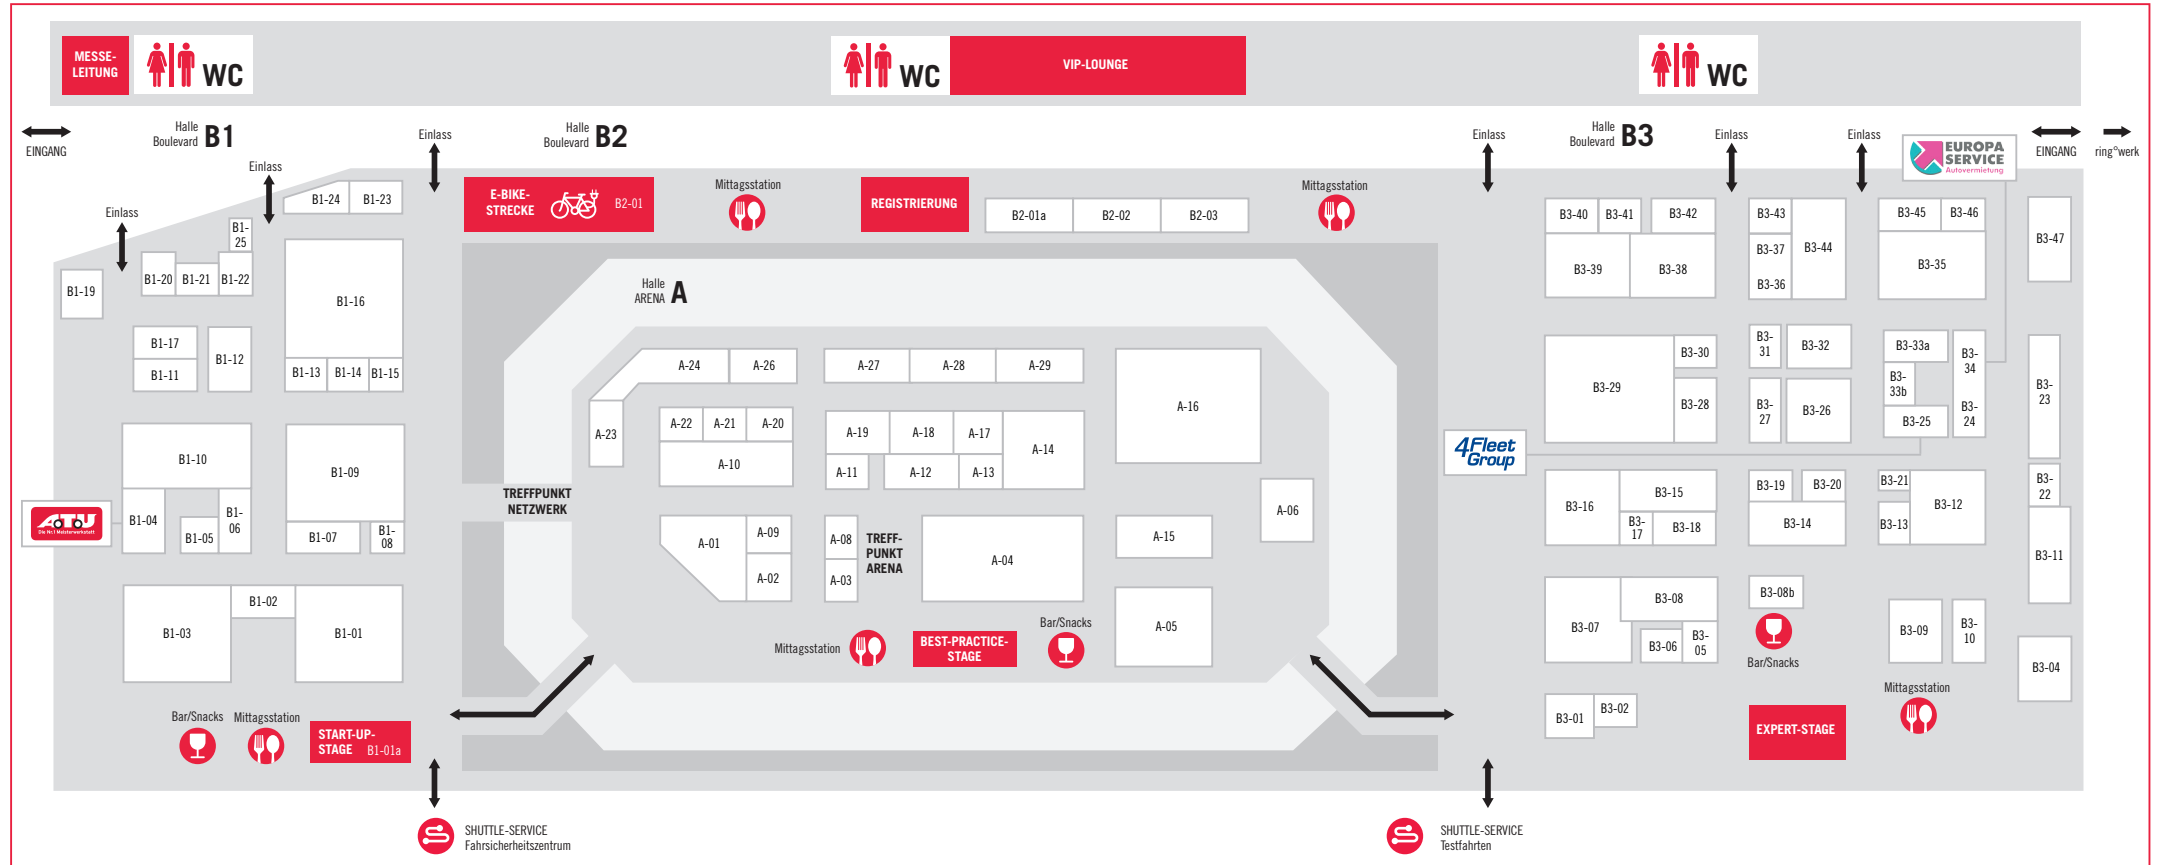 MESSE-
LEITUNG
WC
WC
VIP-LOUNGE
WC
EINGANG
Halle
Boulevard B1
Einlass
Einlass
Einlass
Halle
Boulevard B2
Einlass
Halle
Boulevard B3
Einlass
Einlass
EUROPA
SERVICE
Autovermietung
EINGANG
ring°werk
E-BIKE-
STRECKE
B2-01
Mittagsstation
REGISTRIERUNG
B2-01a
B2-02
B2-03
Mittagsstation
B1-24
B1-23
B1-
25
B1-20
B1-21
B1-22
B1-19
B1-16
B1-17
B1-11
B1-12
B1-13
B1-14
B1-15
B1-10
B1-09
B1-04
B1-05
B1-
06
B1-07
B1-
08
ATU
Die Nr.1 Meisterwerkstatt
B1-03
B1-02
B1-01
Bar/Snacks
Mittagsstation
START-UP-
STAGE B1-01a
Halle
ARENA A
A-24
A-26
A-27
A-28
A-29
A-16
A-23
A-22
A-21
A-20
A-10
A-19
A-18
A-17
A-14
A-11
A-12
A-13
TREFFPUNKT
NETZWERK
A-06
A-01
A-09
A-02
A-08
A-03
TREFF-
PUNKT
ARENA
A-04
A-15
A-05
Mittagsstation
BEST-PRACTICE-
STAGE
Bar/Snacks
B3-40
B3-41
B3-42
B3-39
B3-38
B3-43
B3-37
B3-36
B3-44
B3-45
B3-46
B3-35
B3-47
B3-29
B3-30
B3-28
B3-
31
B3-32
B3-
27
B3-26
B3-33a
B3-
33b
B3-25
B3-
34
B3-
24
B3-
23
4Fleet
Group
B3-16
B3-15
B3-
17
B3-18
B3-19
B3-20
B3-14
B3-21
B3-13
B3-12
B3-
22
B3-11
B3-07
B3-08
B3-06
B3-
05
B3-08b
Bar/Snacks
B3-09
B3-
10
B3-04
B3-01
B3-02
EXPERT-STAGE
Mittagsstation
SHUTTLE-SERVICE
Fahrsicherheitszentrum
SHUTTLE-SERVICE
Testfahrten